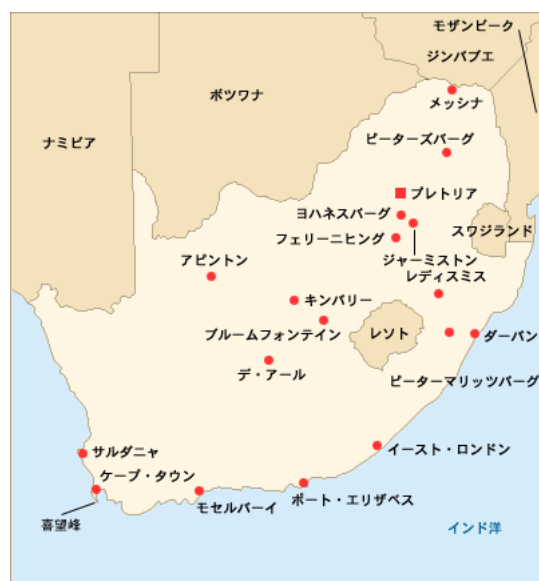 モザンビーク
ジンバブエ
ボツワナ
メッシナ
ナミビア
ピーターズバーグ
プレトリア
ヨハネスバーグ
スワジランド
フェリーニヒング
ジャーミストン
アピントン
レディスミス
キンバリー
ブルームフォンテイン
レソト
ダーバン
デ・アール
ピーターマリッツバーグ
サルダニャ
イースト・ロンドン
ケープ・タウン
ポート・エリザベス
モセルバーイ
喜望峰
インド洋